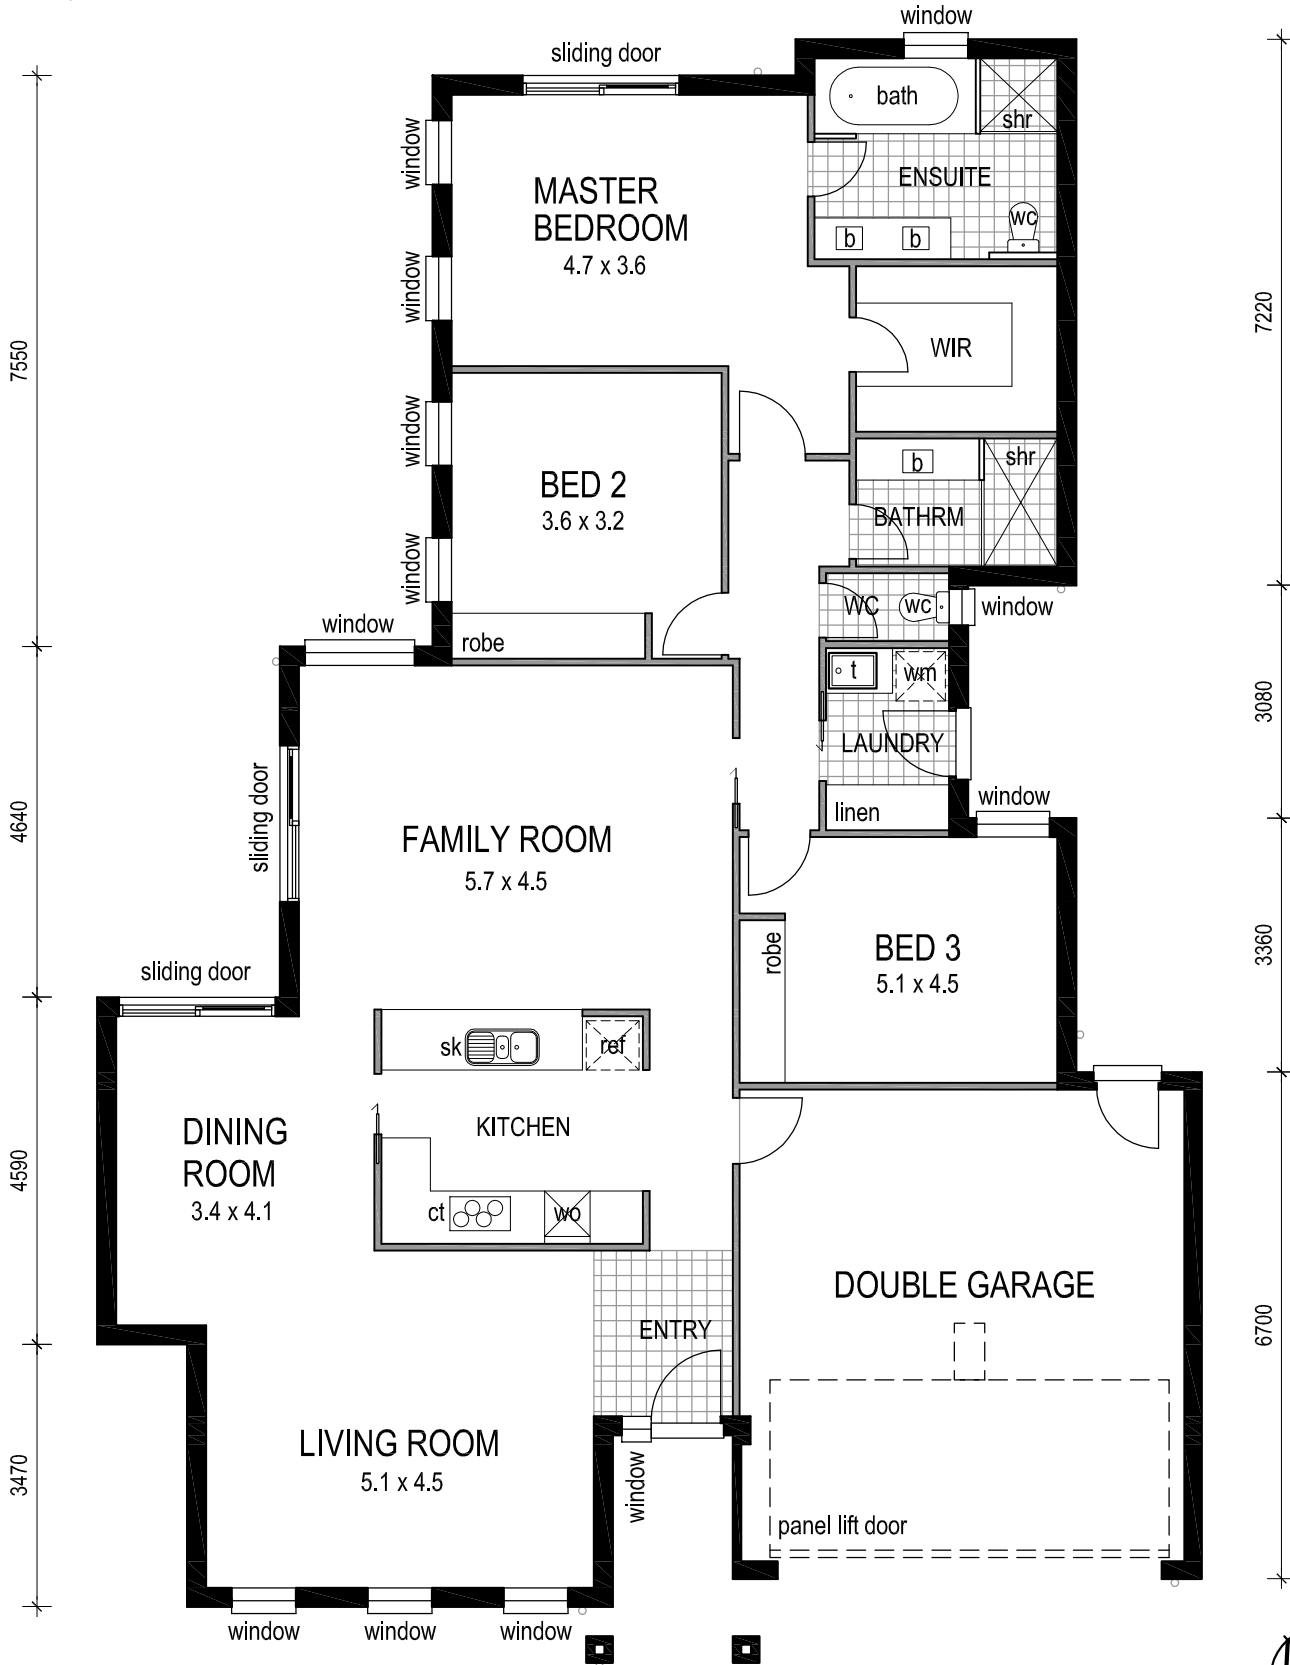 window
sliding door
bath
shr
window
ENSUITE
MASTER
BEDROOM
4.7 x 3.6
wc
b
b
window
7220
WIR
7550
window
b
shr
BED 2
3.6 x 3.2
BATHRM
window
WC
wc
window
window
robe
t
wm
3080
LAUNDRY
sliding door
window
linen
4640
FAMILY ROOM
5.7 x 4.5
robe
BED 3
5.1 x 4.5
3360
sliding door
sk
ref
KITCHEN
DINING
ROOM
3.4 x 4.1
4590
ct
wo
DOUBLE GARAGE
ENTRY
6700
LIVING ROOM
5.1 x 4.5
3470
window
panel lift door
window
window
window